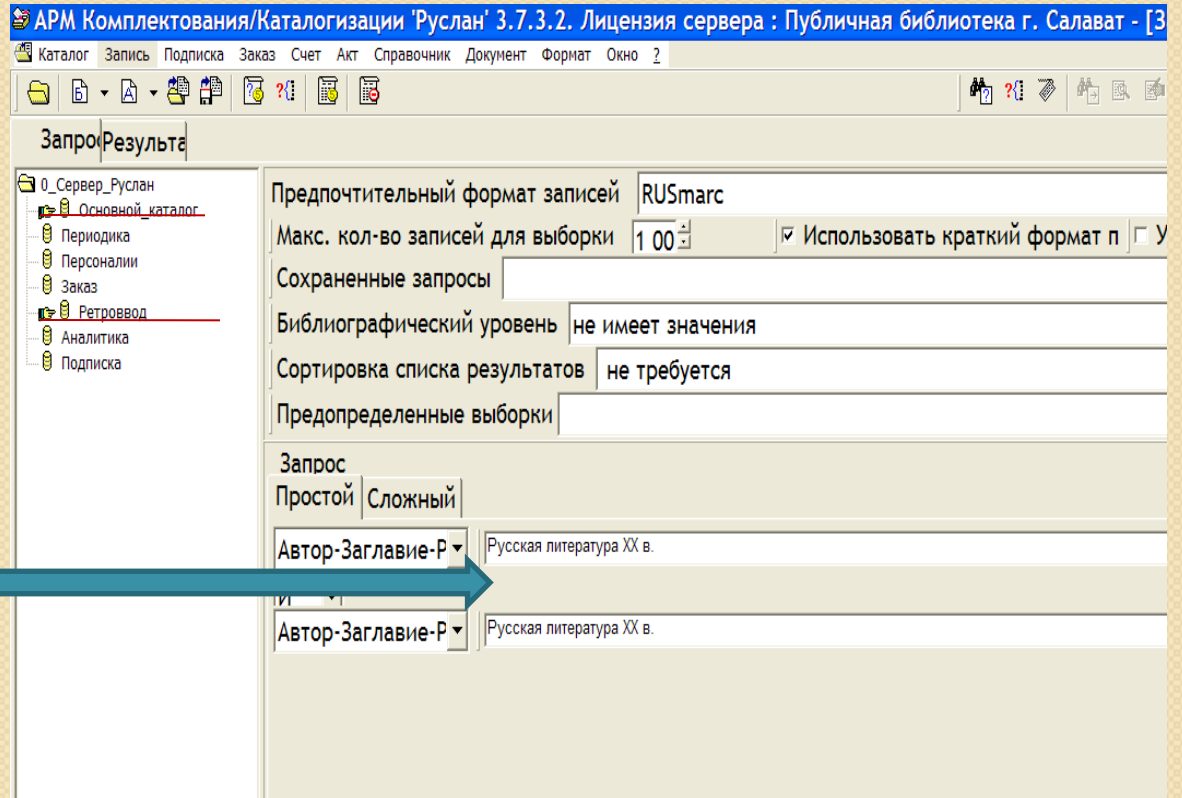 АРМ Комплектования/Каталогизации 'Руслан' 3.7.3.2. Лицензия сервера : Публичная библиотека г. Салават - [З
Каталог Запись Подписка Заказ Счет Акт Справочник Документ Формат Окно ?
Запро Результа
0_Сервер_Руслан
Основной_каталог
Периодика
Персоналии
Заказ
Ретроввод
Аналитика
Подписка
Предпочтительный формат записей RUSmarc
Макс. кол-во записей для выборки 1 00 Использовать краткий формат п У
Сохраненные запросы
Библиографический уровень не имеет значения
Сортировка списка результатов не требуется
Предопределенные выборки
Запрос
Простой Сложный
Автор-Заглавие-Р Русская литература XX в.
И
Автор-Заглавие-Р Русская литература XX в.